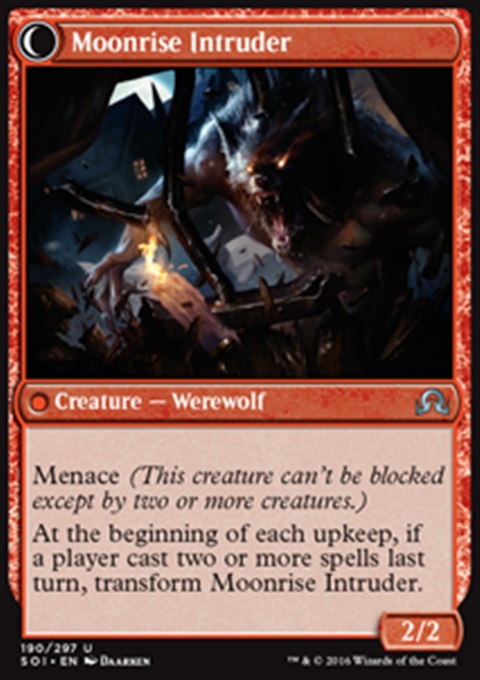 Moonrise Intruder
Creature — Werewolf
Menace (This creature can't be blocked
except by two or more creatures.)
At the beginning of each upkeep, if
a player cast two or more spells last
turn, transform Moonrise Intruder.
2/2
190/297 U
SOI • EN Daarken
™ & © 2016 Wizards of the Coast